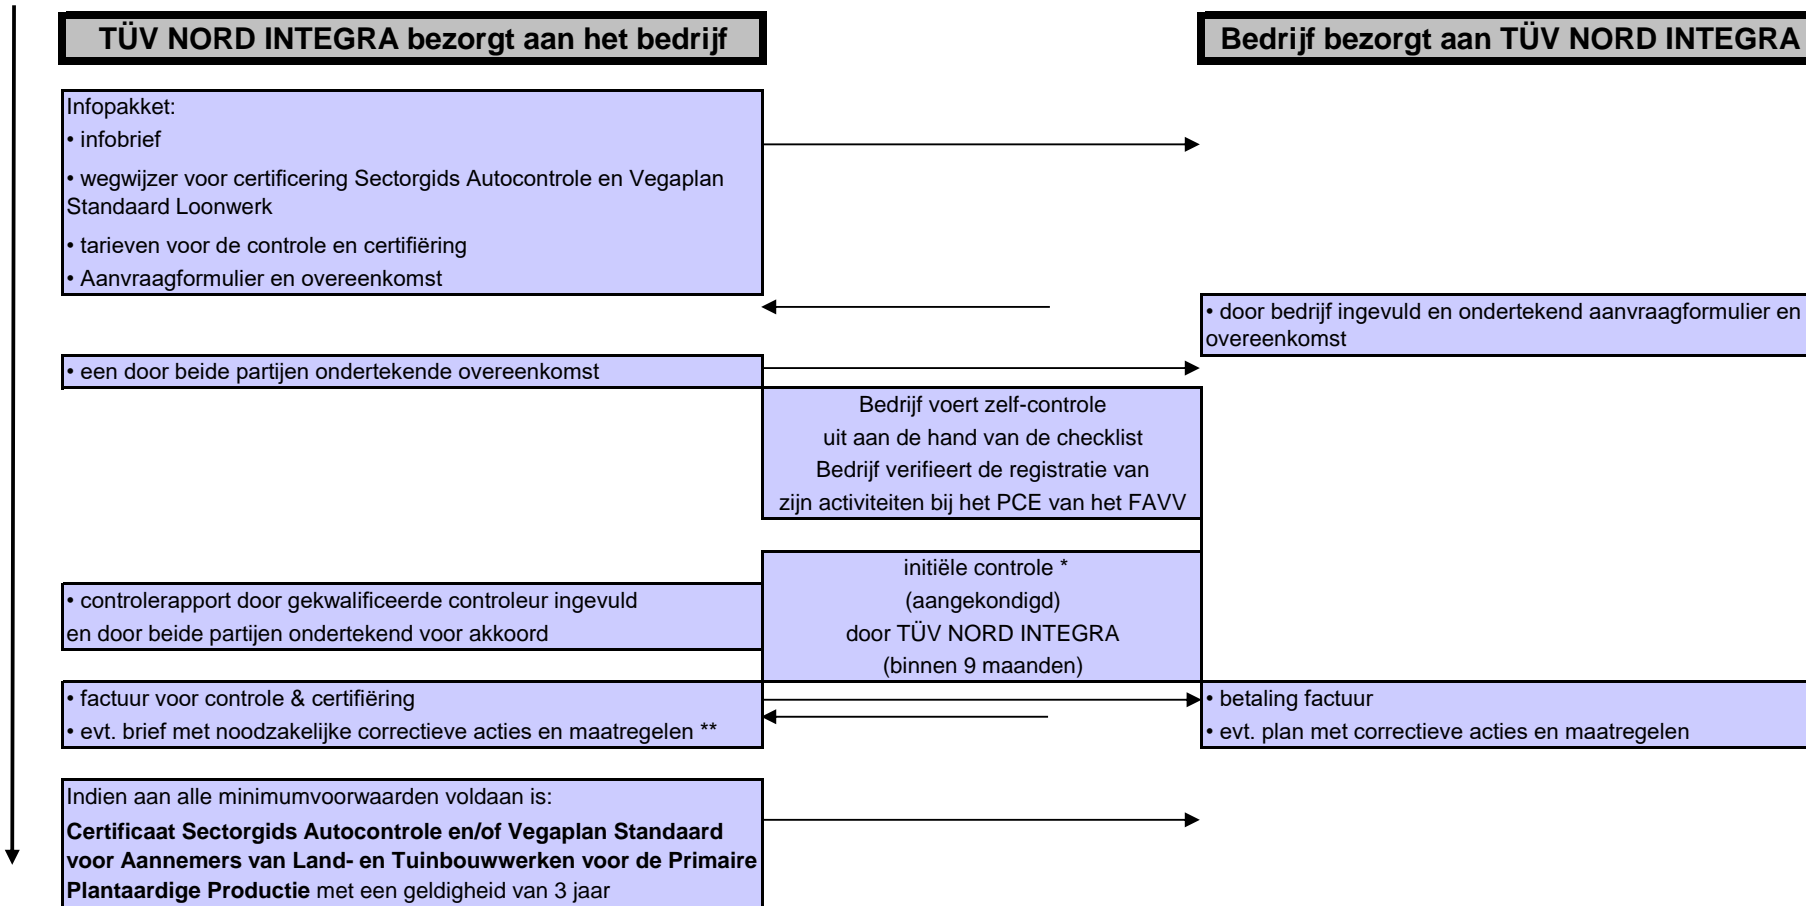 TÜV NORD INTEGRA bezorgt aan het bedrijf
Bedrijf bezorgt aan TÜV NORD INTEGRA
Infopakket:
• infobrief
• wegwijzer voor certificering Sectorgids Autocontrole en Vegaplan
Standaard Loonwerk
• tarieven voor de controle en certifiëring
• Aanvraagformulier en overeenkomst
• door bedrijf ingevuld en ondertekend aanvraagformulier en
overeenkomst
• een door beide partijen ondertekende overeenkomst
Bedrijf voert zelf-controle
uit aan de hand van de checklist
Bedrijf verifieert de registratie van
zijn activiteiten bij het PCE van het FAVV
initiële controle *
(aangekondigd)
door TÜV NORD INTEGRA
(binnen 9 maanden)
• controlerapport door gekwalificeerde controleur ingevuld
en door beide partijen ondertekend voor akkoord
• factuur voor controle & certifiëring
• evt. brief met noodzakelijke correctieve acties en maatregelen **
• betaling factuur
• evt. plan met correctieve acties en maatregelen
Indien aan alle minimumvoorwaarden voldaan is:
Certificaat Sectorgids Autocontrole en/of Vegaplan Standaard
voor Aannemers van Land- en Tuinbouwwerken voor de Primaire
Plantaardige Productie met een geldigheid van 3 jaar